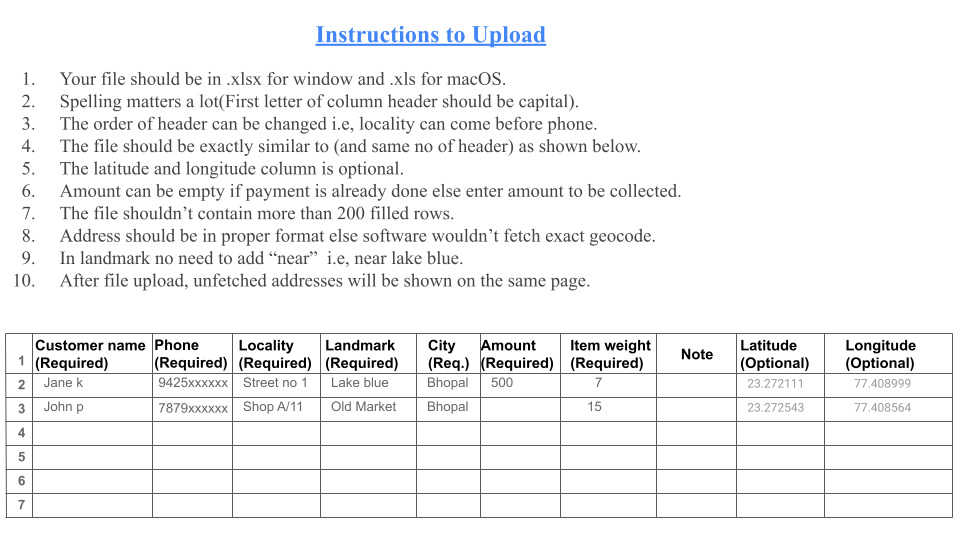 Instructions to Upload
1. Your file should be in .xlsx for window and .xls for macOS.
2. Spelling matters a lot(First letter of column header should be capital).
3. The order of header can be changed i.e, locality can come before phone.
4. The file should be exactly similar to (and same no of header) as shown below.
5. The latitude and longitude column is optional.
6. Amount can be empty if payment is already done else enter amount to be collected.
7. The file shouldn’t contain more than 200 filled rows.
8. Address should be in proper format else software wouldn’t fetch exact geocode.
9. In landmark no need to add “near”  i.e, near lake blue.
10. After file upload, unfetched addresses will be shown on the same page.
Customer name Phone Locality Landmark City Amount Item weight Note Latitude Longitude
1 (Required) (Required) (Required) (Required) (Req.) (Required) (Required) (Optional) (Optional)
2 Jane k 9425xxxxxx Street no 1 Lake blue Bhopal 500 7 23.272111 77.408999
3 John p 7879xxxxxx Shop A/11 Old Market Bhopal 15 23.272543 77.408564
4
5
6
7